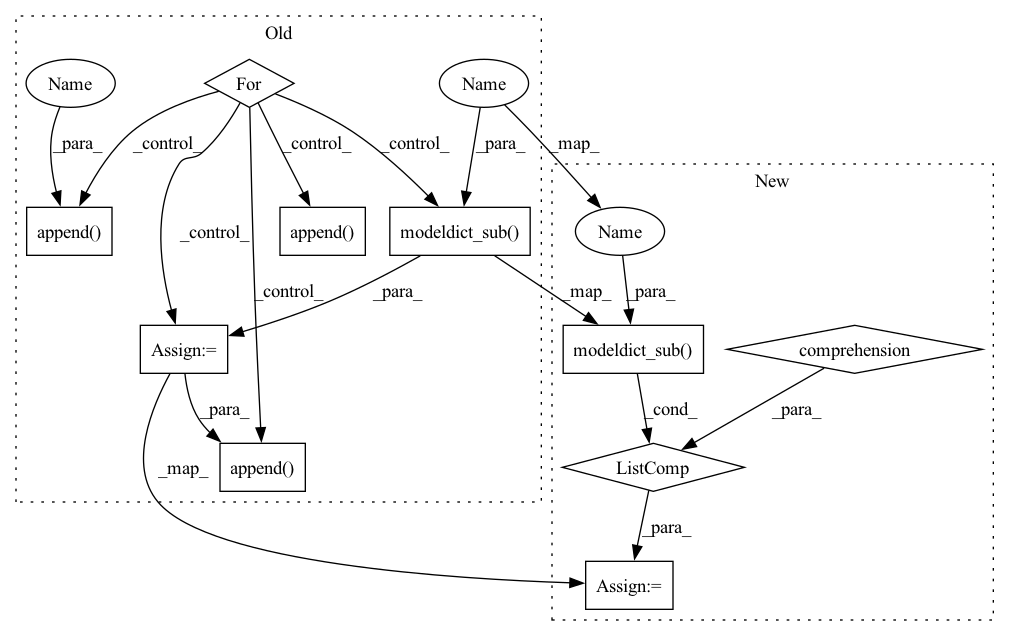 Old
Name
For
Name
_para_
_control_
_control_
_control_
_para_
_map_
New
append()
append()
modeldict_sub()
Name
_control_
_control_
_para_
_map_
_para_
Assign:=
modeldict_sub()
comprehension
_para_
_cond_
_para_
_map_
append()
ListComp
_para_
Assign:=